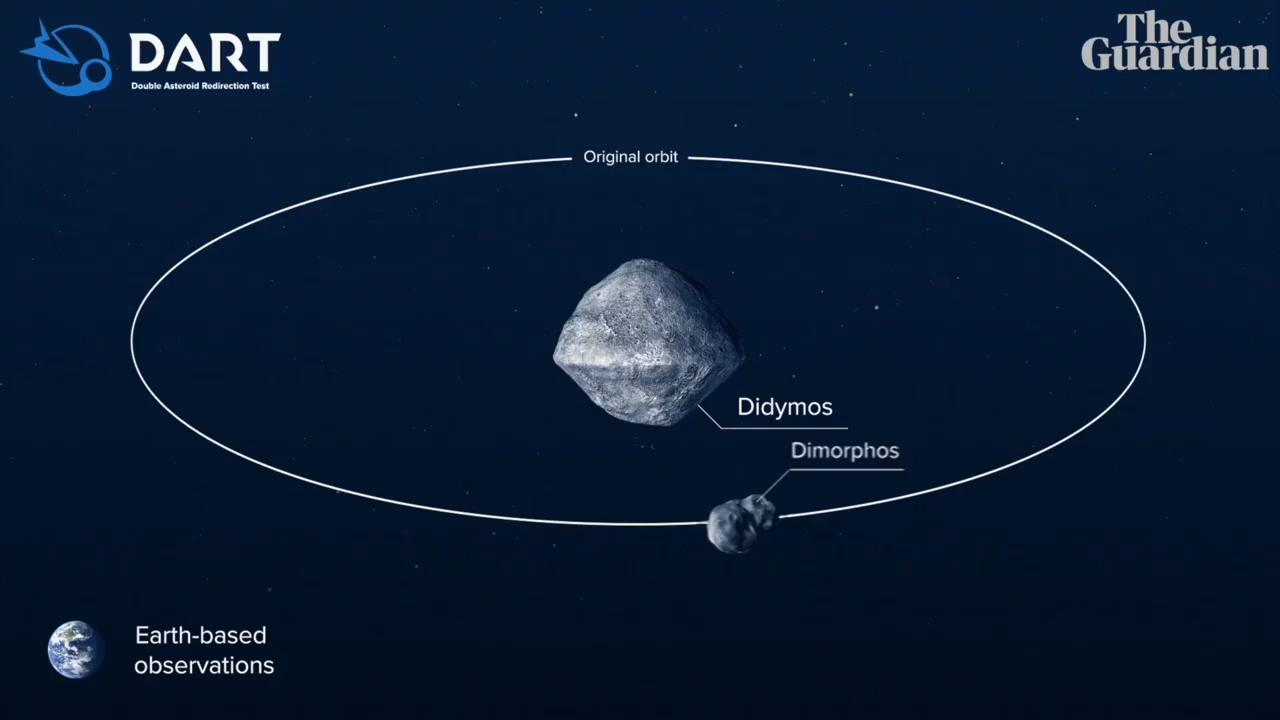 DART
Double Asteroid Redirection Test
The
Guardian
Original orbit
Didymos
Dimorphos
Earth-based
observations